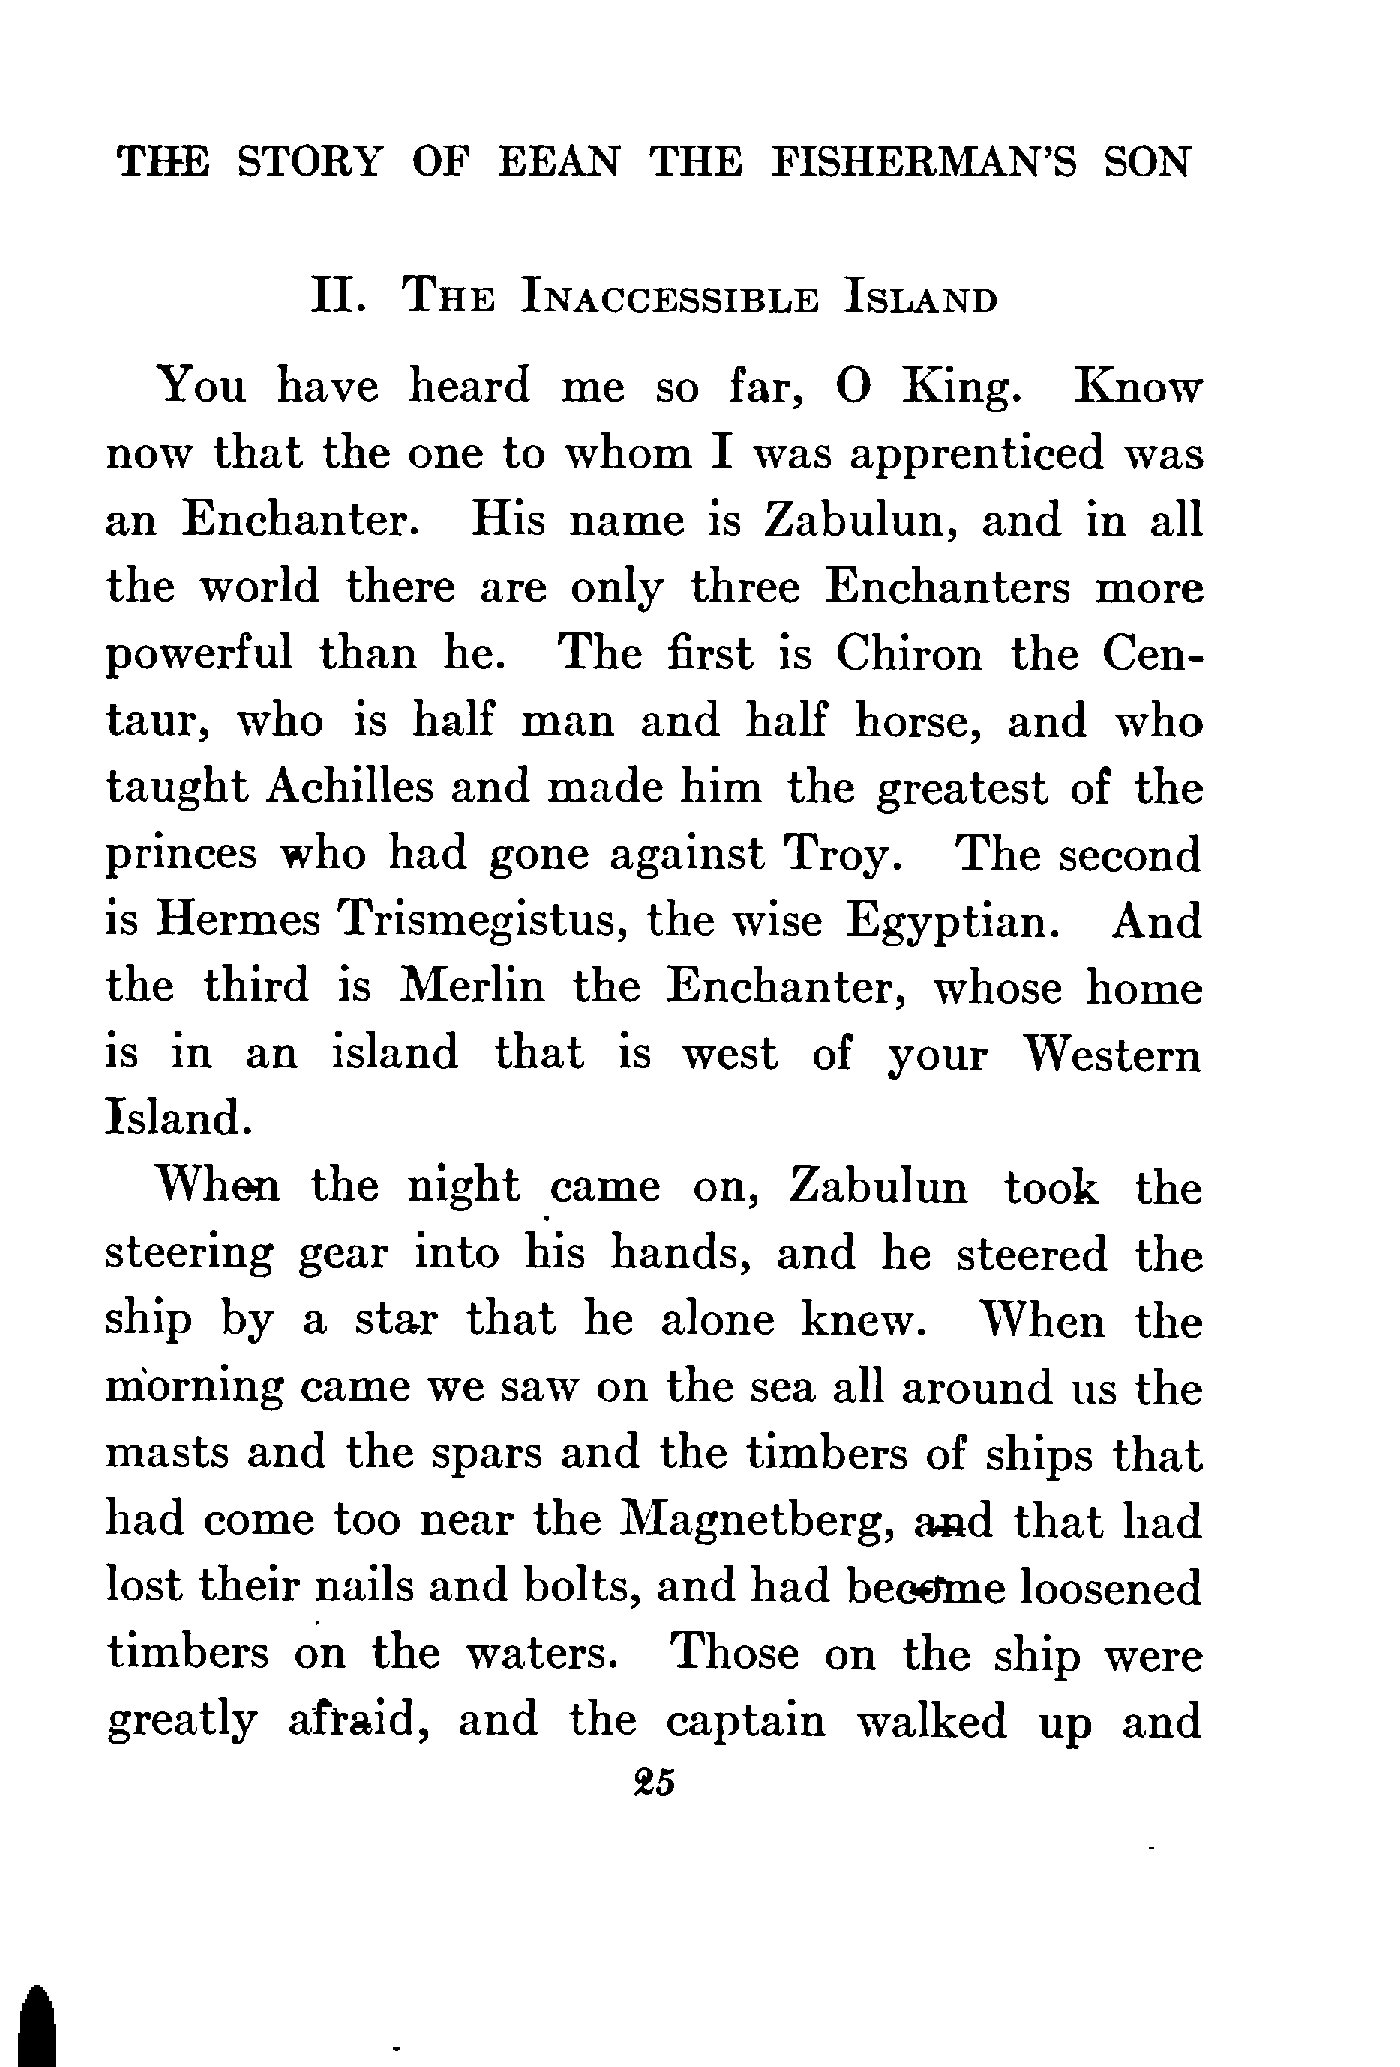 THE STORY OF EEAN THE FISHERMAN'S SON
II. The Inaccessible Island
You have heard me so far, O King. Know
now that the one to whom I was apprenticed was
an Enchanter. His name is Zabulun, and in all
the world there are only three Enchanters more
powerful than he. The first is Chiron the Cen-
taur, who is half man and half horse, and who
taught Achilles and made him the greatest of the
princes who had gone against Troy. The second
is Hermes Trismegistus, the wise Egyptian. And
the third is Merlin the Enchanter, whose home
is in an island that is west of your Western
Island.
When the night came on, Zabulun took the
steering gear into his hands, and he steered the
ship by a star that he alone knew. When the
morning came we saw on the sea all around us the
masts and the spars and the timbers of ships that
had come too near the Magnetberg, and that had
lost their nails and bolts, and had become loosened
timbers on the waters. Those on the ship were
greatly afraid, and the captain walked up and
25